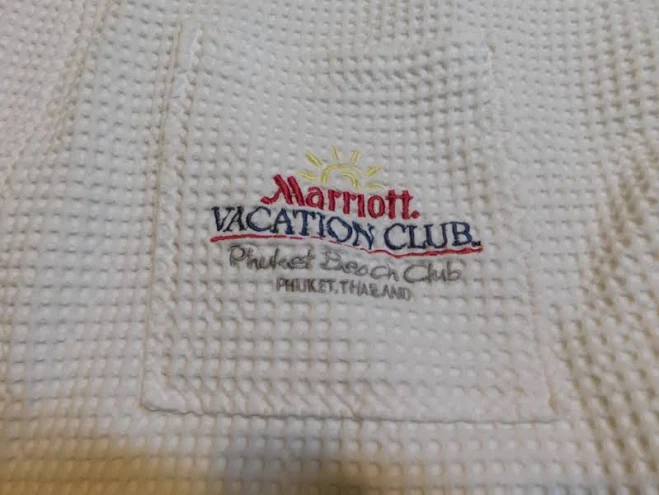 Marriott.
VACATION CLUB.
Phuket Beach Club
PHUKET, THAILAND